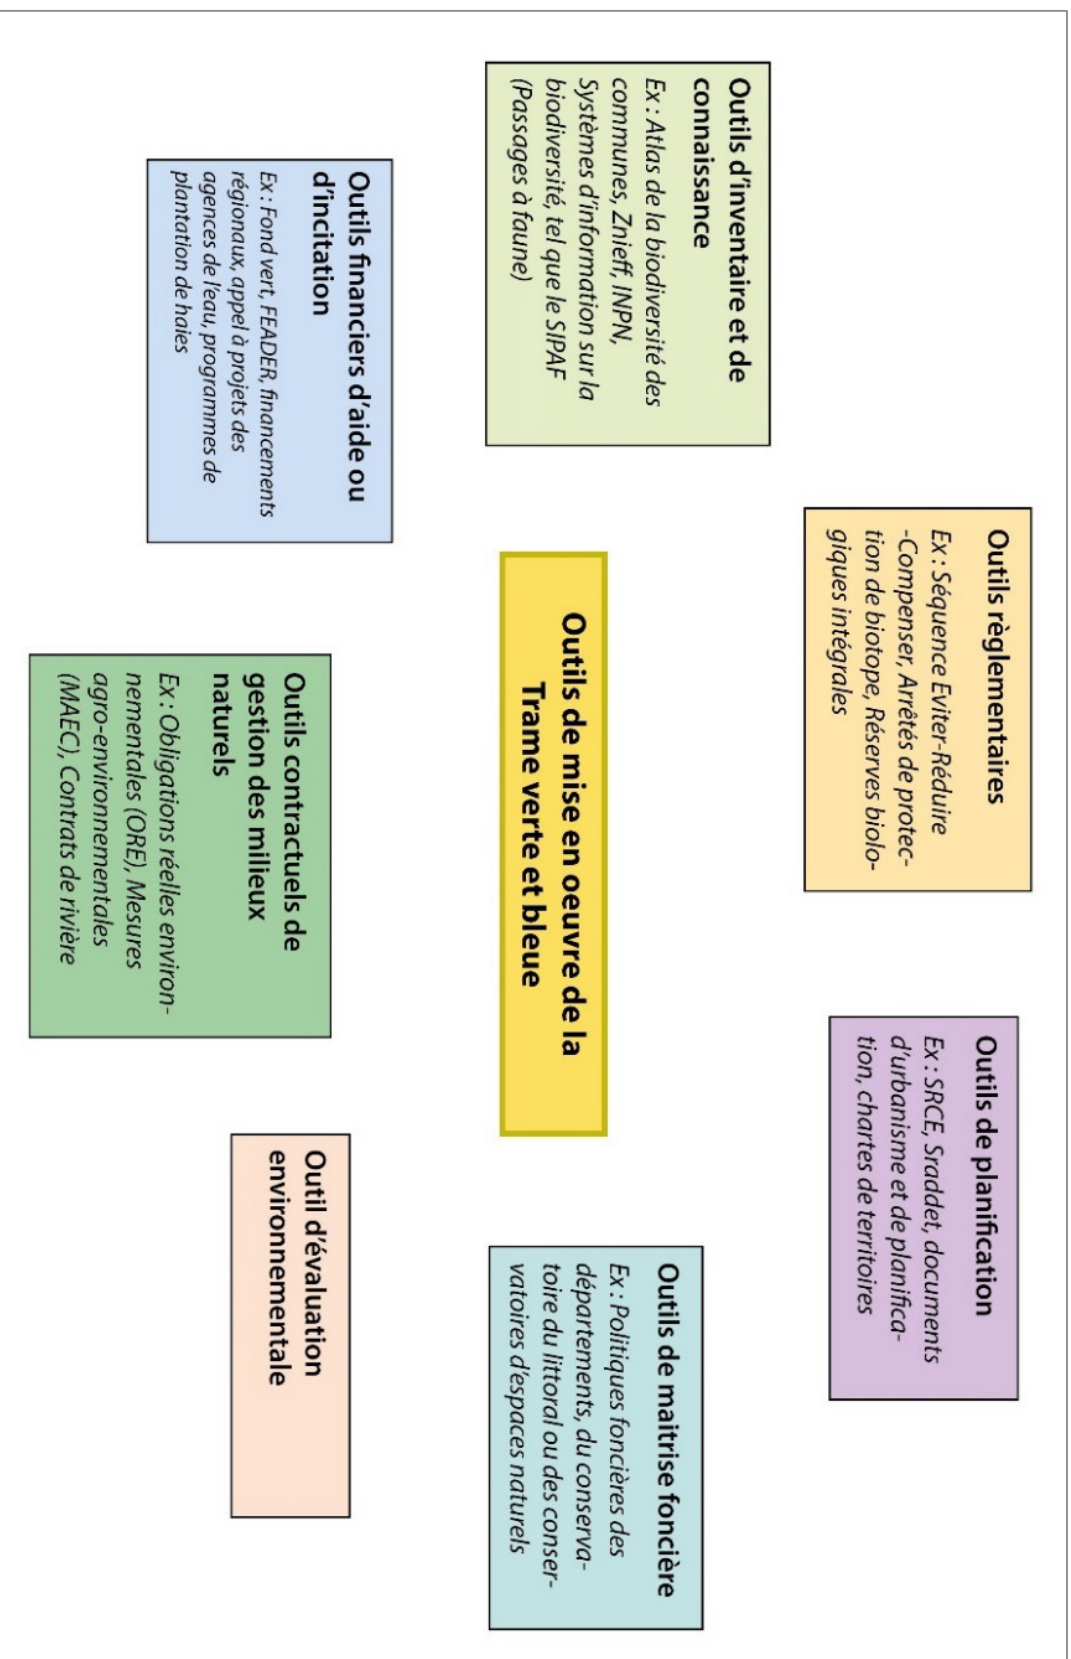 Outils règlementaires
Ex : Séquence Eviter-Réduire
-Compenser, Arrêtés de protec-
tion de biotope, Réserves biolo-
giques intégrales
Outils de planification
Ex : SRCE, Sraddet, documents
d'urbanisme et de planifica-
tion, chartes de territoires
Outils d'inventaire et de
connaissance
Ex : Atlas de la biodiversité des
communes, Znieff, INPN,
Systèmes d'information sur la
biodiversité, tel que le SIPAF
(Passages à faune)
Outils de mise en oeuvre de la
Trame verte et bleue
Outils de maitrise foncière
Ex : Politiques foncières des
départements, du conserva-
toire du littoral ou des conser-
vatoires d'espaces naturels
Outils financiers d'aide ou
d'incitation
Ex : Fond vert, FEADER, financements
régionaux, appel à projets des
agences de l'eau, programmes de
plantation de haies
Outils contractuels de
gestion des milieux
naturels
Ex : Obligations réelles environ-
nementales (ORE), Mesures
agro-environnementales
(MAEC), Contrats de rivière
Outil d'évaluation
environnementale